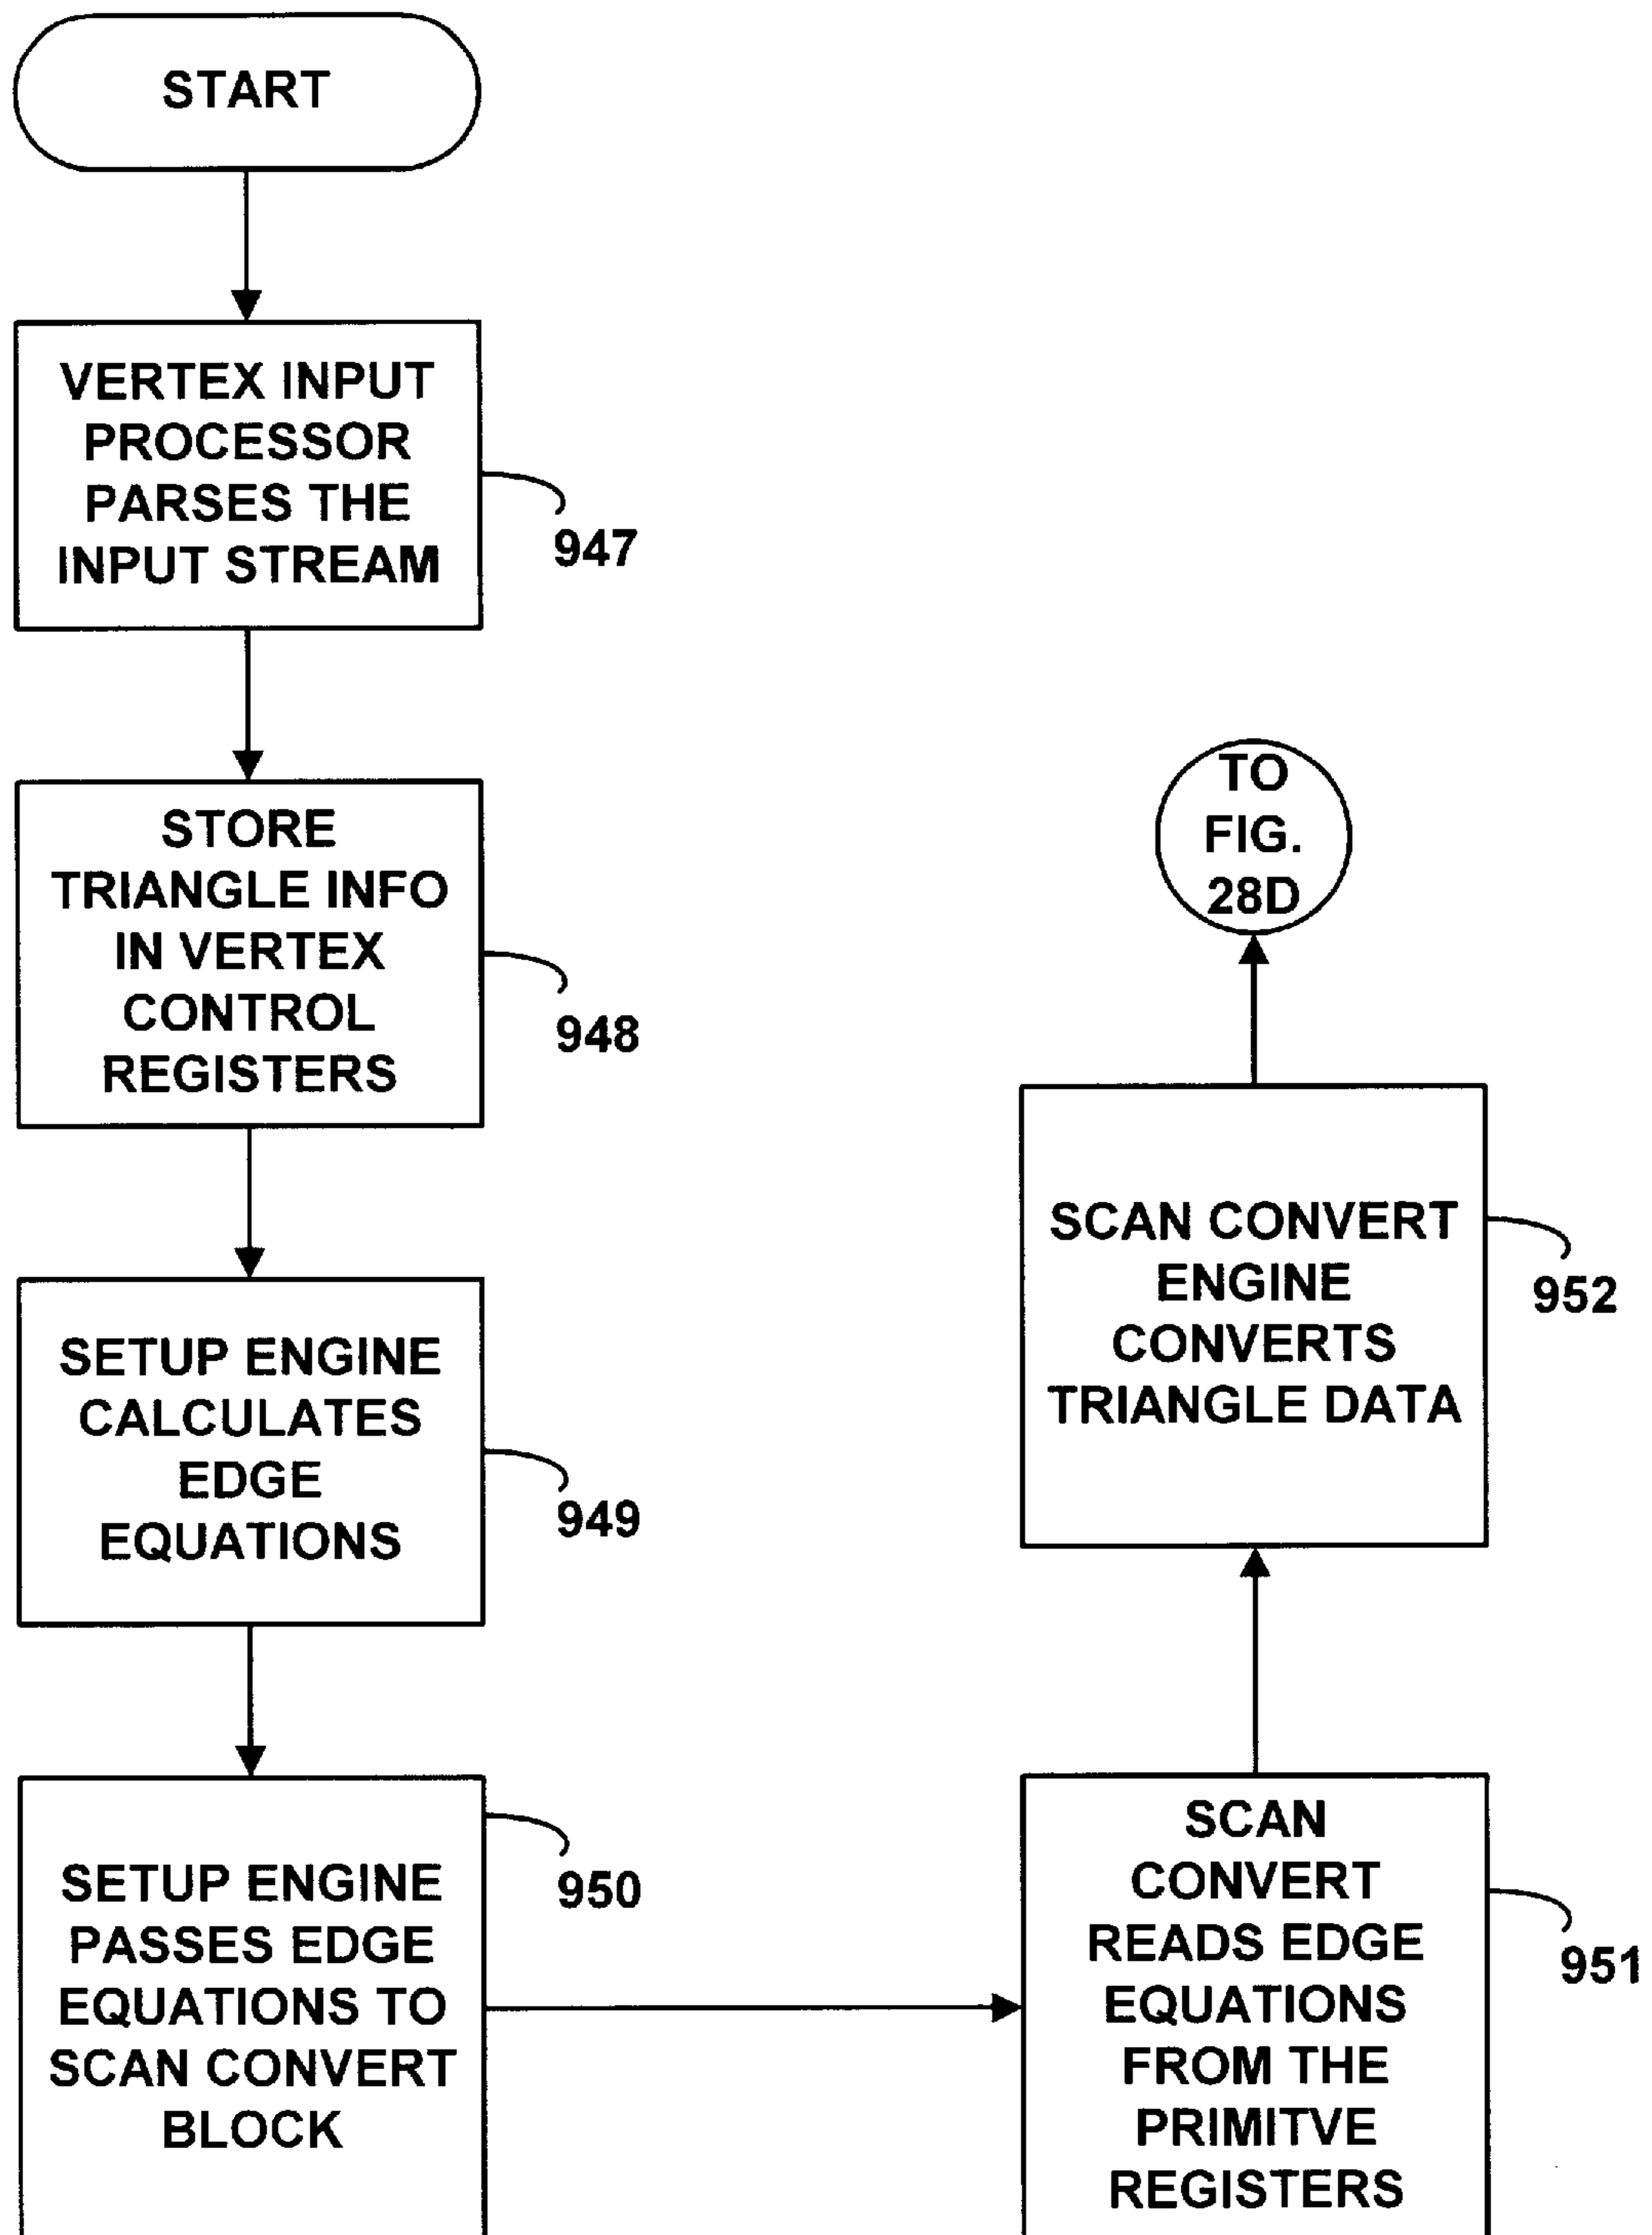 START
VERTEX INPUT
PROCESSOR
PARSES THE
INPUT STREAM
947
STORE
TRIANGLE INFO
IN VERTEX
CONTROL
REGISTERS
948
SETUP ENGINE
CALCULATES
EDGE
EQUATIONS
949
SETUP ENGINE
PASSES EDGE
EQUATIONS TO
SCAN CONVERT
BLOCK
950
SCAN
CONVERT
READS EDGE
EQUATIONS
FROM THE
PRIMITVE
REGISTERS
951
SCAN CONVERT
ENGINE
CONVERTS
TRIANGLE DATA
952
TO
FIG.
28D